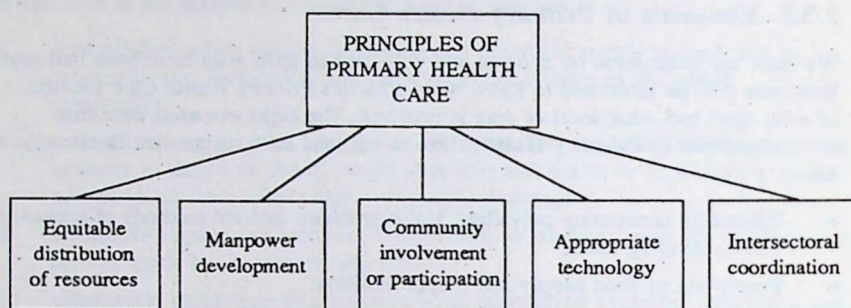 PRINCIPLES OF
PRIMARY HEALTH
CARE
Equitable
distribution
of resources
Manpower
development
Community
involvement
or participation
Appropriate
technology
Intersectoral
coordination